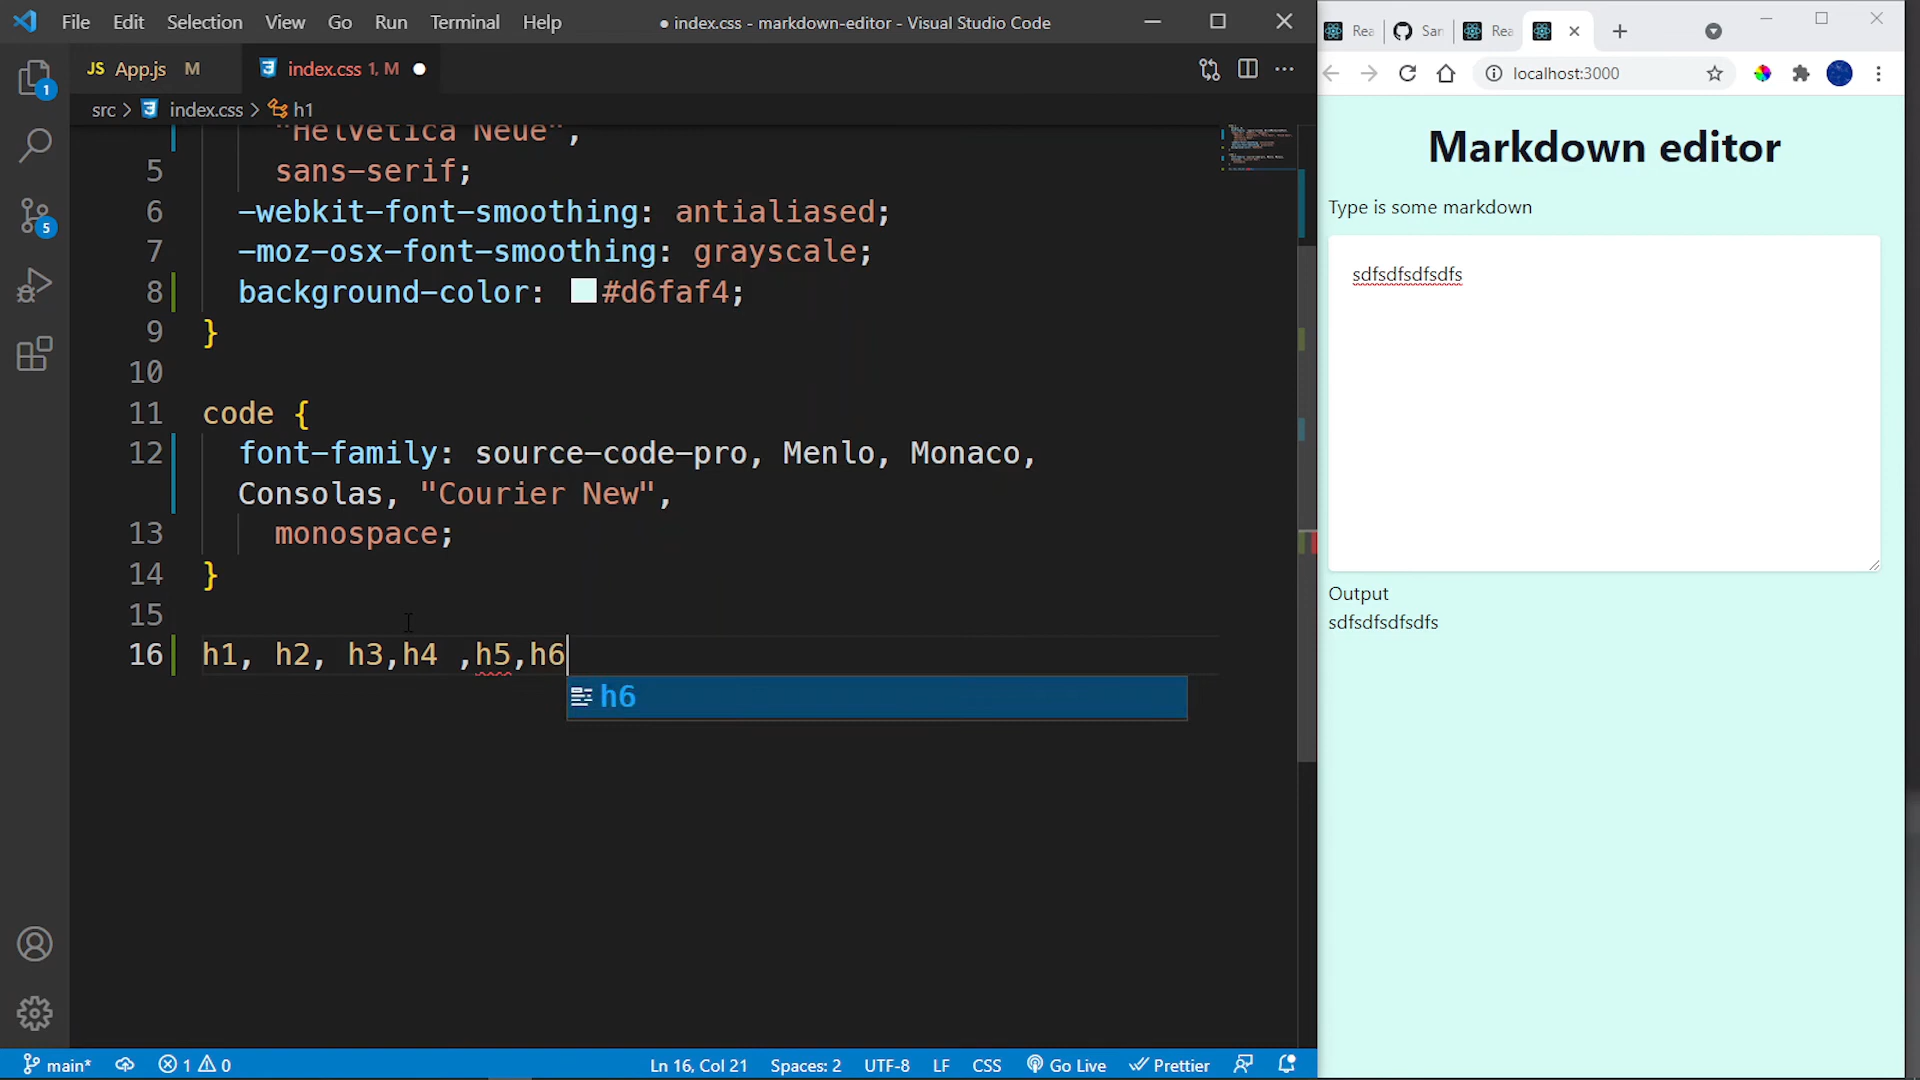 File Edit Selection View Go Run Terminal Help
● index.css - markdown-editor - Visual Studio Code
JS App.js M
index.css 1, M ●
src > index.css > h1
"Helvetica Neue",
5 sans-serif;
6 -webkit-font-smoothing: antialiased;
7 -moz-osx-font-smoothing: grayscale;
8 background-color: #d6faf4;
9 }
10
11 code {
12 font-family: source-code-pro, Menlo, Monaco,
Consolas, "Courier New",
13 monospace;
14 }
15
16 h1, h2, h3,h4 ,h5,h6
h6
1
5
main* 1 0
Ln 16, Col 21 Spaces: 2 UTF-8 LF CSS Go Live Prettier
Rea San Rea
localhost:3000
Markdown editor
Type is some markdown
sdfsdfsdfsdfs
Output
sdfsdfsdfsdfs